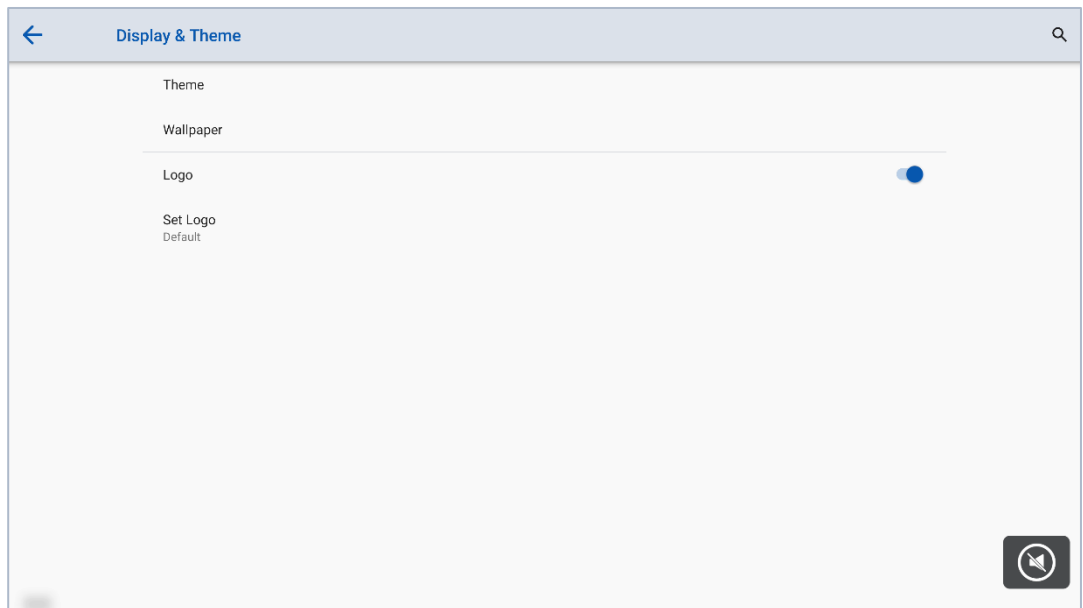 Display & Theme
Theme
Wallpaper
Logo
Set Logo
Default